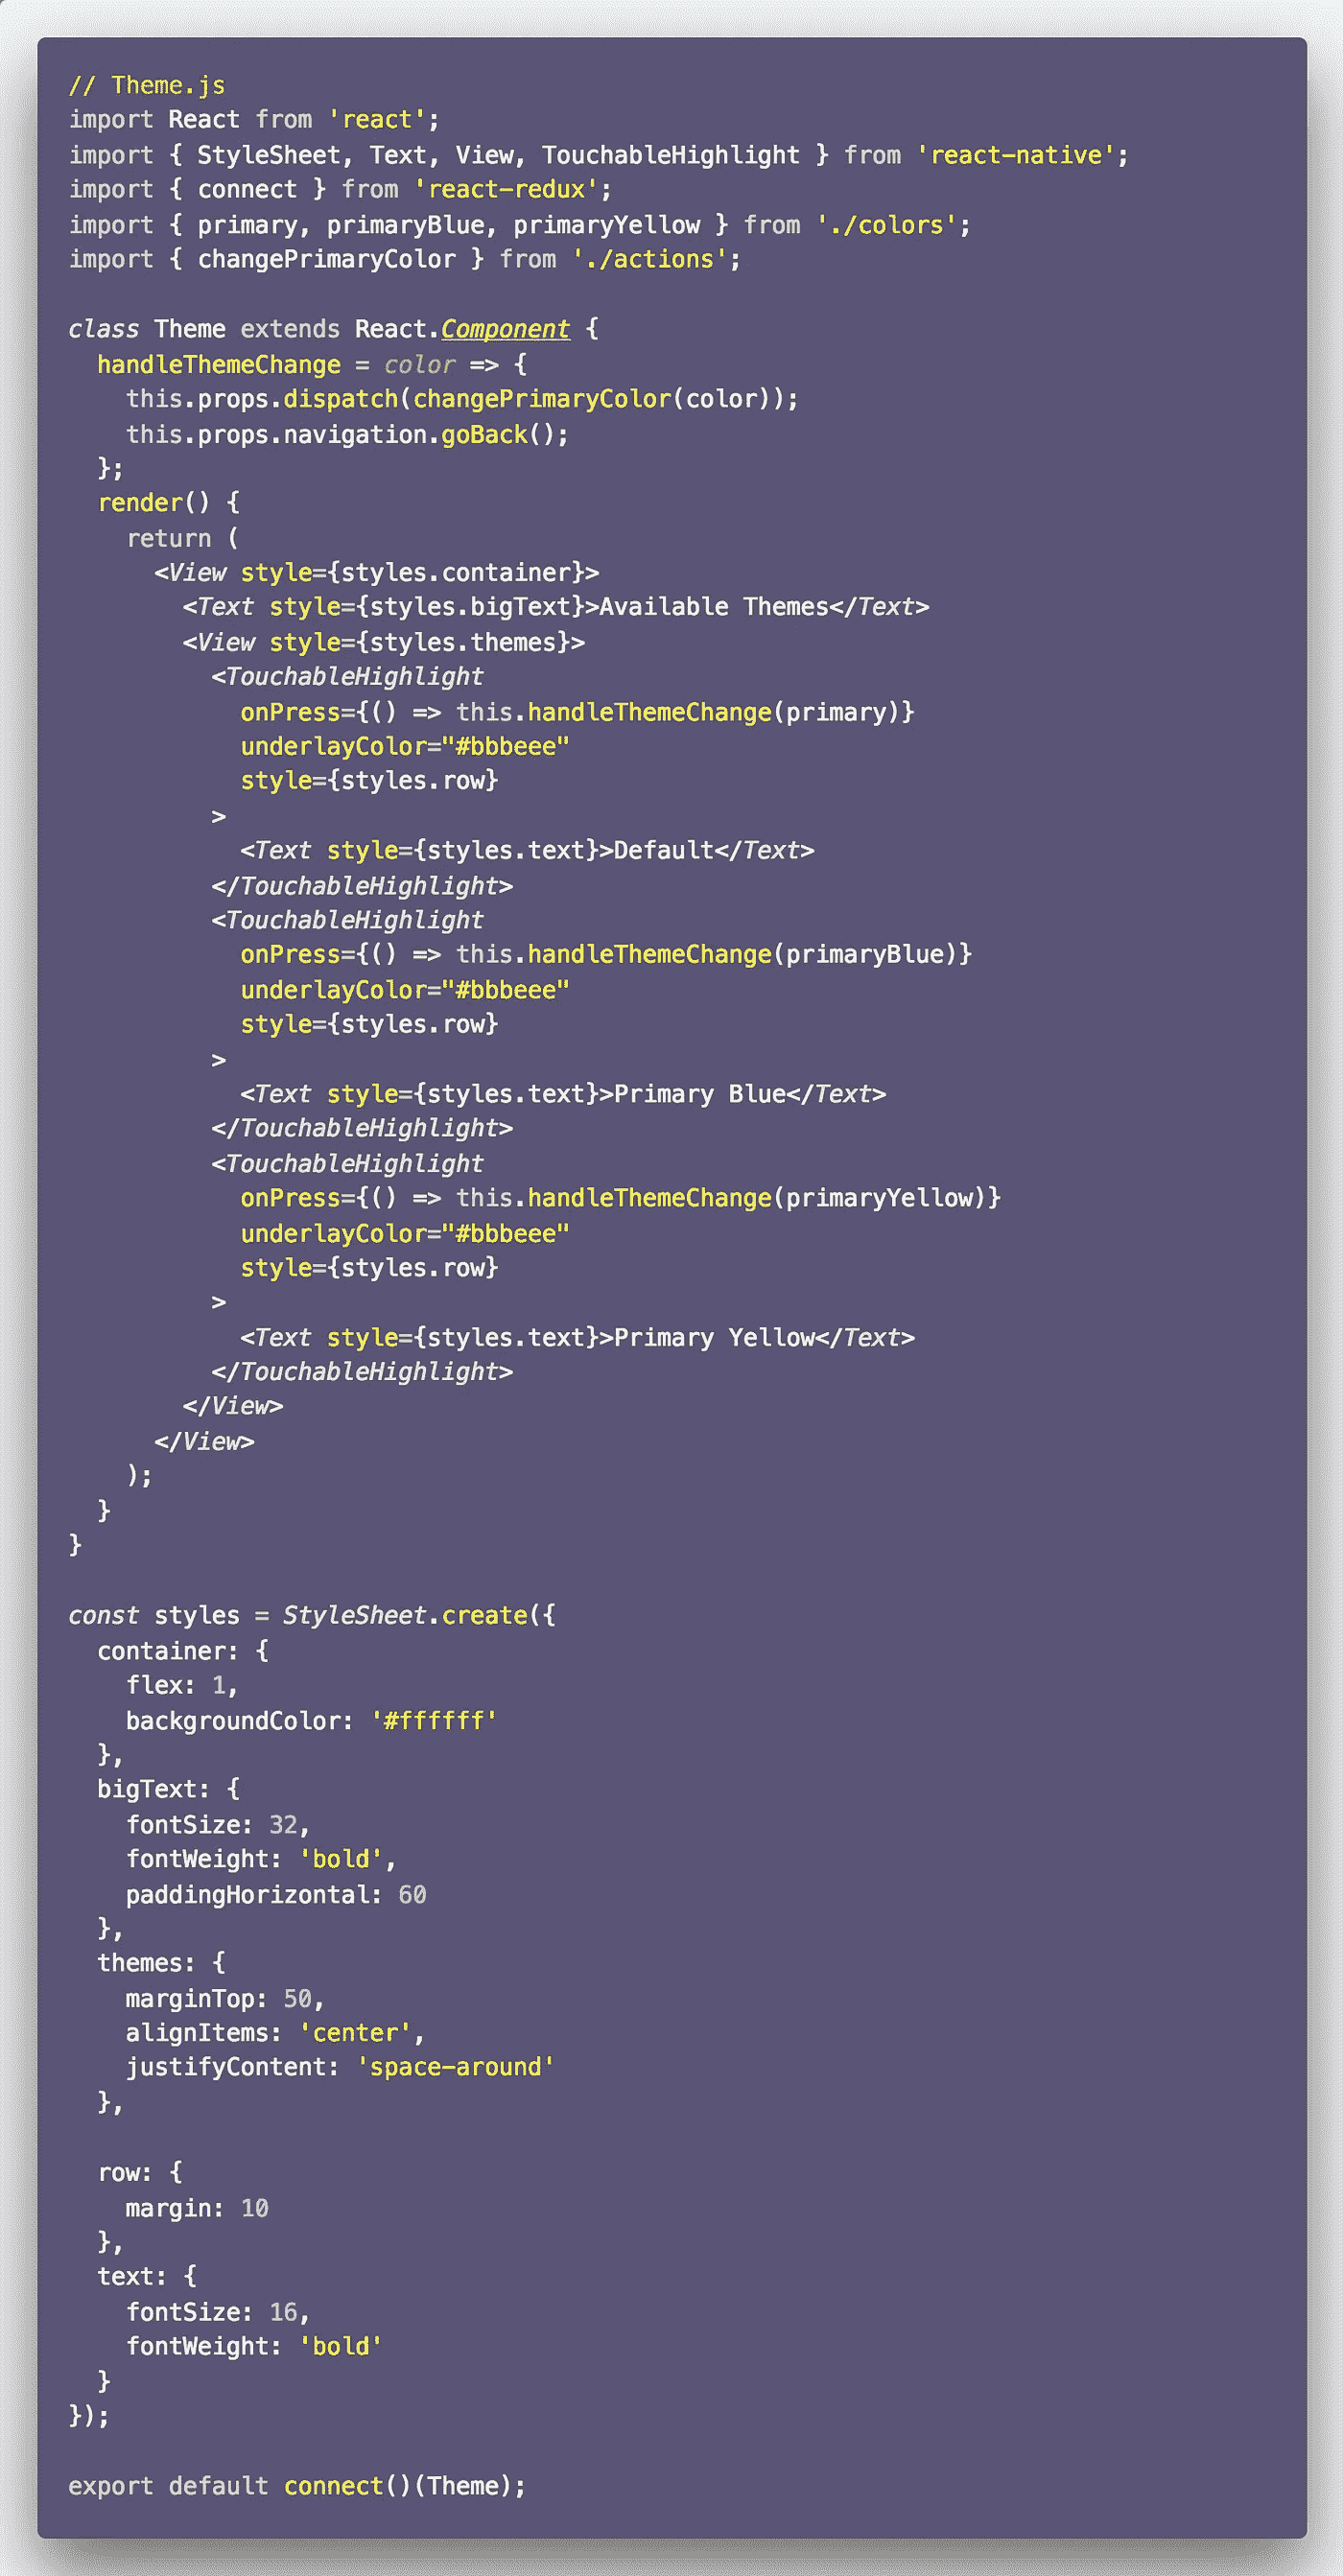 // Theme.js
import React from 'react';
import { StyleSheet, Text, View, TouchableHighlight } from 'react-native';
import { connect } from 'react-redux';
import { primary, primaryBlue, primaryYellow } from './colors';
import { changePrimaryColor } from './actions';

class Theme extends React.Component {
  handleThemeChange = color => {
    this.props.dispatch(changePrimaryColor(color));
    this.props.navigation.goBack();
  };
  render() {
    return (
      <View style={styles.container}>
        <Text style={styles.bigText}>Available Themes</Text>
        <View style={styles.themes}>
          <TouchableHighlight
            onPress={() => this.handleThemeChange(primary)}
            underlayColor="#bbbeee"
            style={styles.row}
          >
            <Text style={styles.text}>Default</Text>
          </TouchableHighlight>
          <TouchableHighlight
            onPress={() => this.handleThemeChange(primaryBlue)}
            underlayColor="#bbbeee"
            style={styles.row}
          >
            <Text style={styles.text}>Primary Blue</Text>
          </TouchableHighlight>
          <TouchableHighlight
            onPress={() => this.handleThemeChange(primaryYellow)}
            underlayColor="#bbbeee"
            style={styles.row}
          >
            <Text style={styles.text}>Primary Yellow</Text>
          </TouchableHighlight>
        </View>
      </View>
    );
  }
}

const styles = StyleSheet.create({
  container: {
    flex: 1,
    backgroundColor: '#ffffff'
  },
  bigText: {
    fontSize: 32,
    fontWeight: 'bold',
    paddingHorizontal: 60
  },
  themes: {
    marginTop: 50,
    alignItems: 'center',
    justifyContent: 'space-around'
  },

  row: {
    margin: 10
  },
  text: {
    fontSize: 16,
    fontWeight: 'bold'
  }
});

export default connect()(Theme);